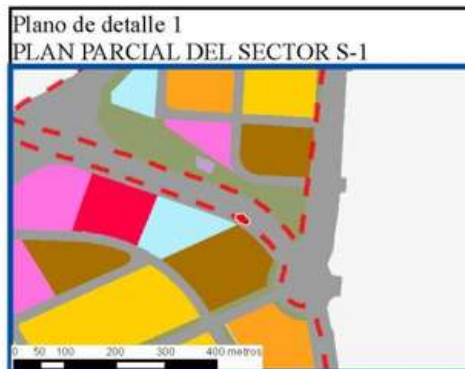 Plano de detalle 1
PLAN PARCIAL DEL SECTOR S-1
0 50 100 200 300 400 metros